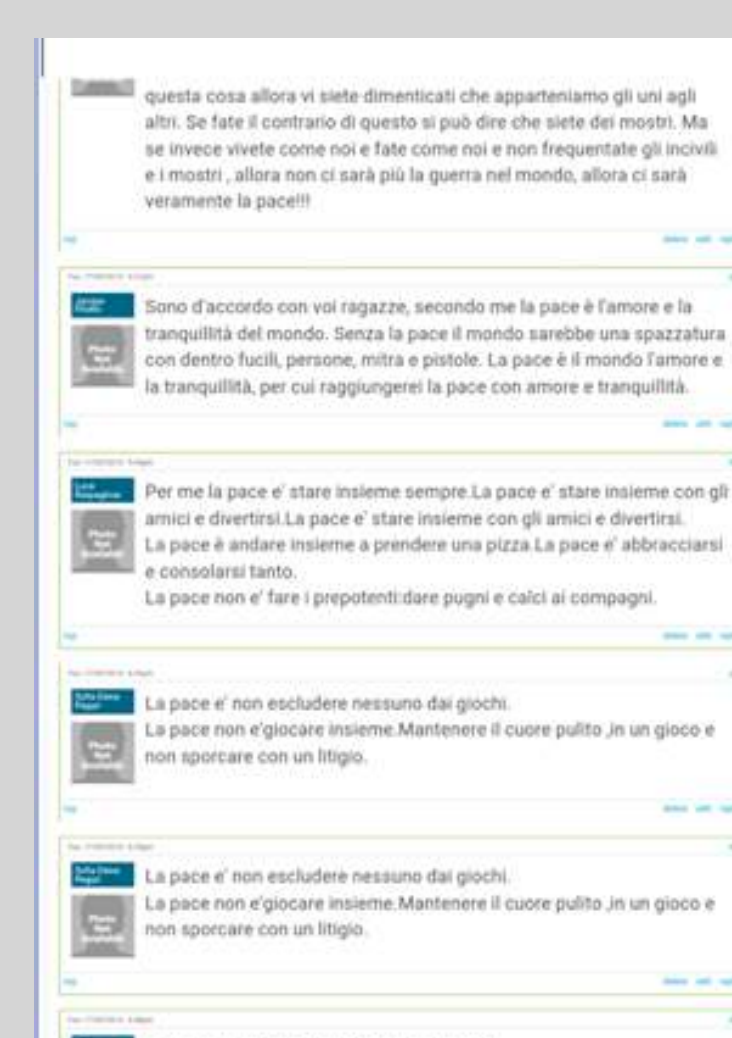 questa cosa allora vi siete dimenticati che apparteniamo gli uni agli
altri. Se fate il contrario di questo si può dire che siete dei mostri. Ma
se invece vivete come noi e fate come noi e non frequentate gli incivili
e i mostri , allora non ci sarà più la guerra nel mondo, allora ci sarà
veramente la pace!!!
Sono d'accordo con voi ragazze, secondo me la pace è l'amore e la
tranquillità del mondo. Senza la pace il mondo sarebbe una spazzatura
con dentro fucili, persone, mitra e pistole. La pace è il mondo l'amore e
la tranquillità, per cui raggiungerei la pace con amore e tranquillità.
Photo
Per me la pace e' stare insieme sempre.La pace e' stare insieme con gli
amici e divertirsi.La pace e' stare insieme con gli amici e divertirsi.
La pace è andare insieme a prendere una pizza.La pace e' abbracciarsi
e consolarsi tanto.
La pace non e' fare i prepotenti:dare pugni e calci ai compagni.
Photo
La pace e' non escludere nessuno dai giochi.
La pace non e'giocare insieme.Mantenere il cuore pulito ,in un gioco e
non sporcare con un litigio.
Photo
La pace e' non escludere nessuno dai giochi.
La pace non e'giocare insieme.Mantenere il cuore pulito ,in un gioco e
non sporcare con un litigio.
Photo